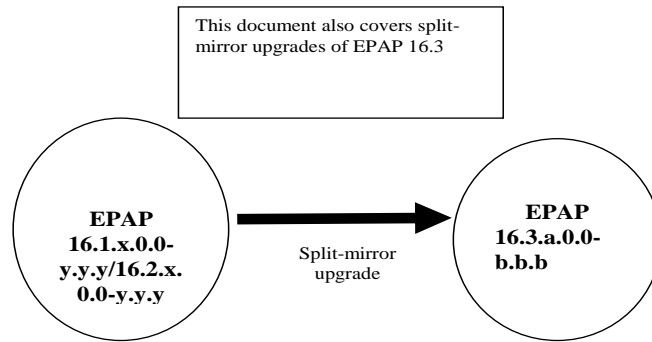 This document also covers split-
mirror upgrades of EPAP 16.3
EPAP
16.1.x.0.0-
y.y.y/16.2.x.
0.0-y.y.y
Split-mirror
upgrade
EPAP
16.3.a.0.0-
b.b.b